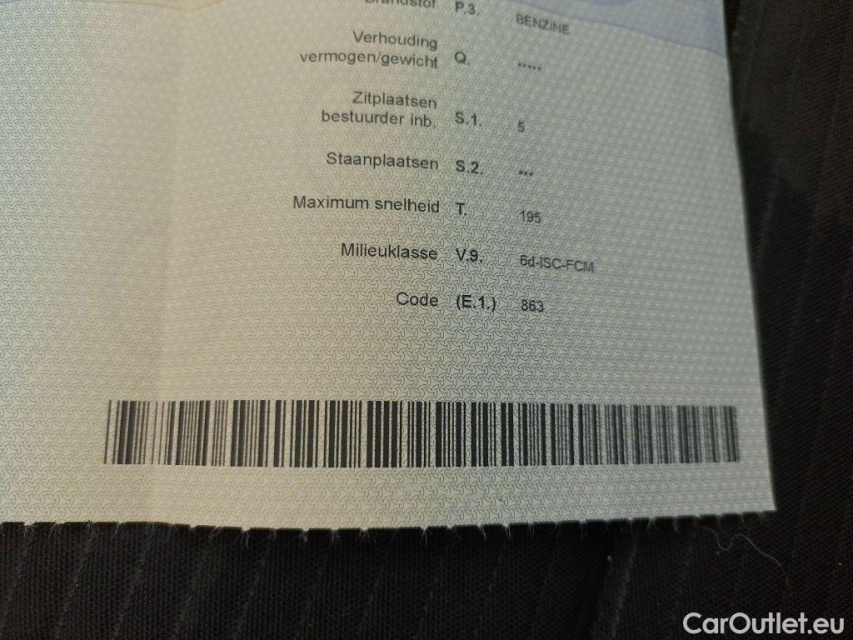 Brandstof P.3. BENZINE
Verhouding
vermogen/gewicht Q. *****
Zitplaatsen
bestuurder inb. S.1. 5
Staanplaatsen S.2. ***
Maximum snelheid T. 195
Milieuklasse V.9. 6d-ISC-FCM
Code (E.1.) 863
CarOutlet.eu